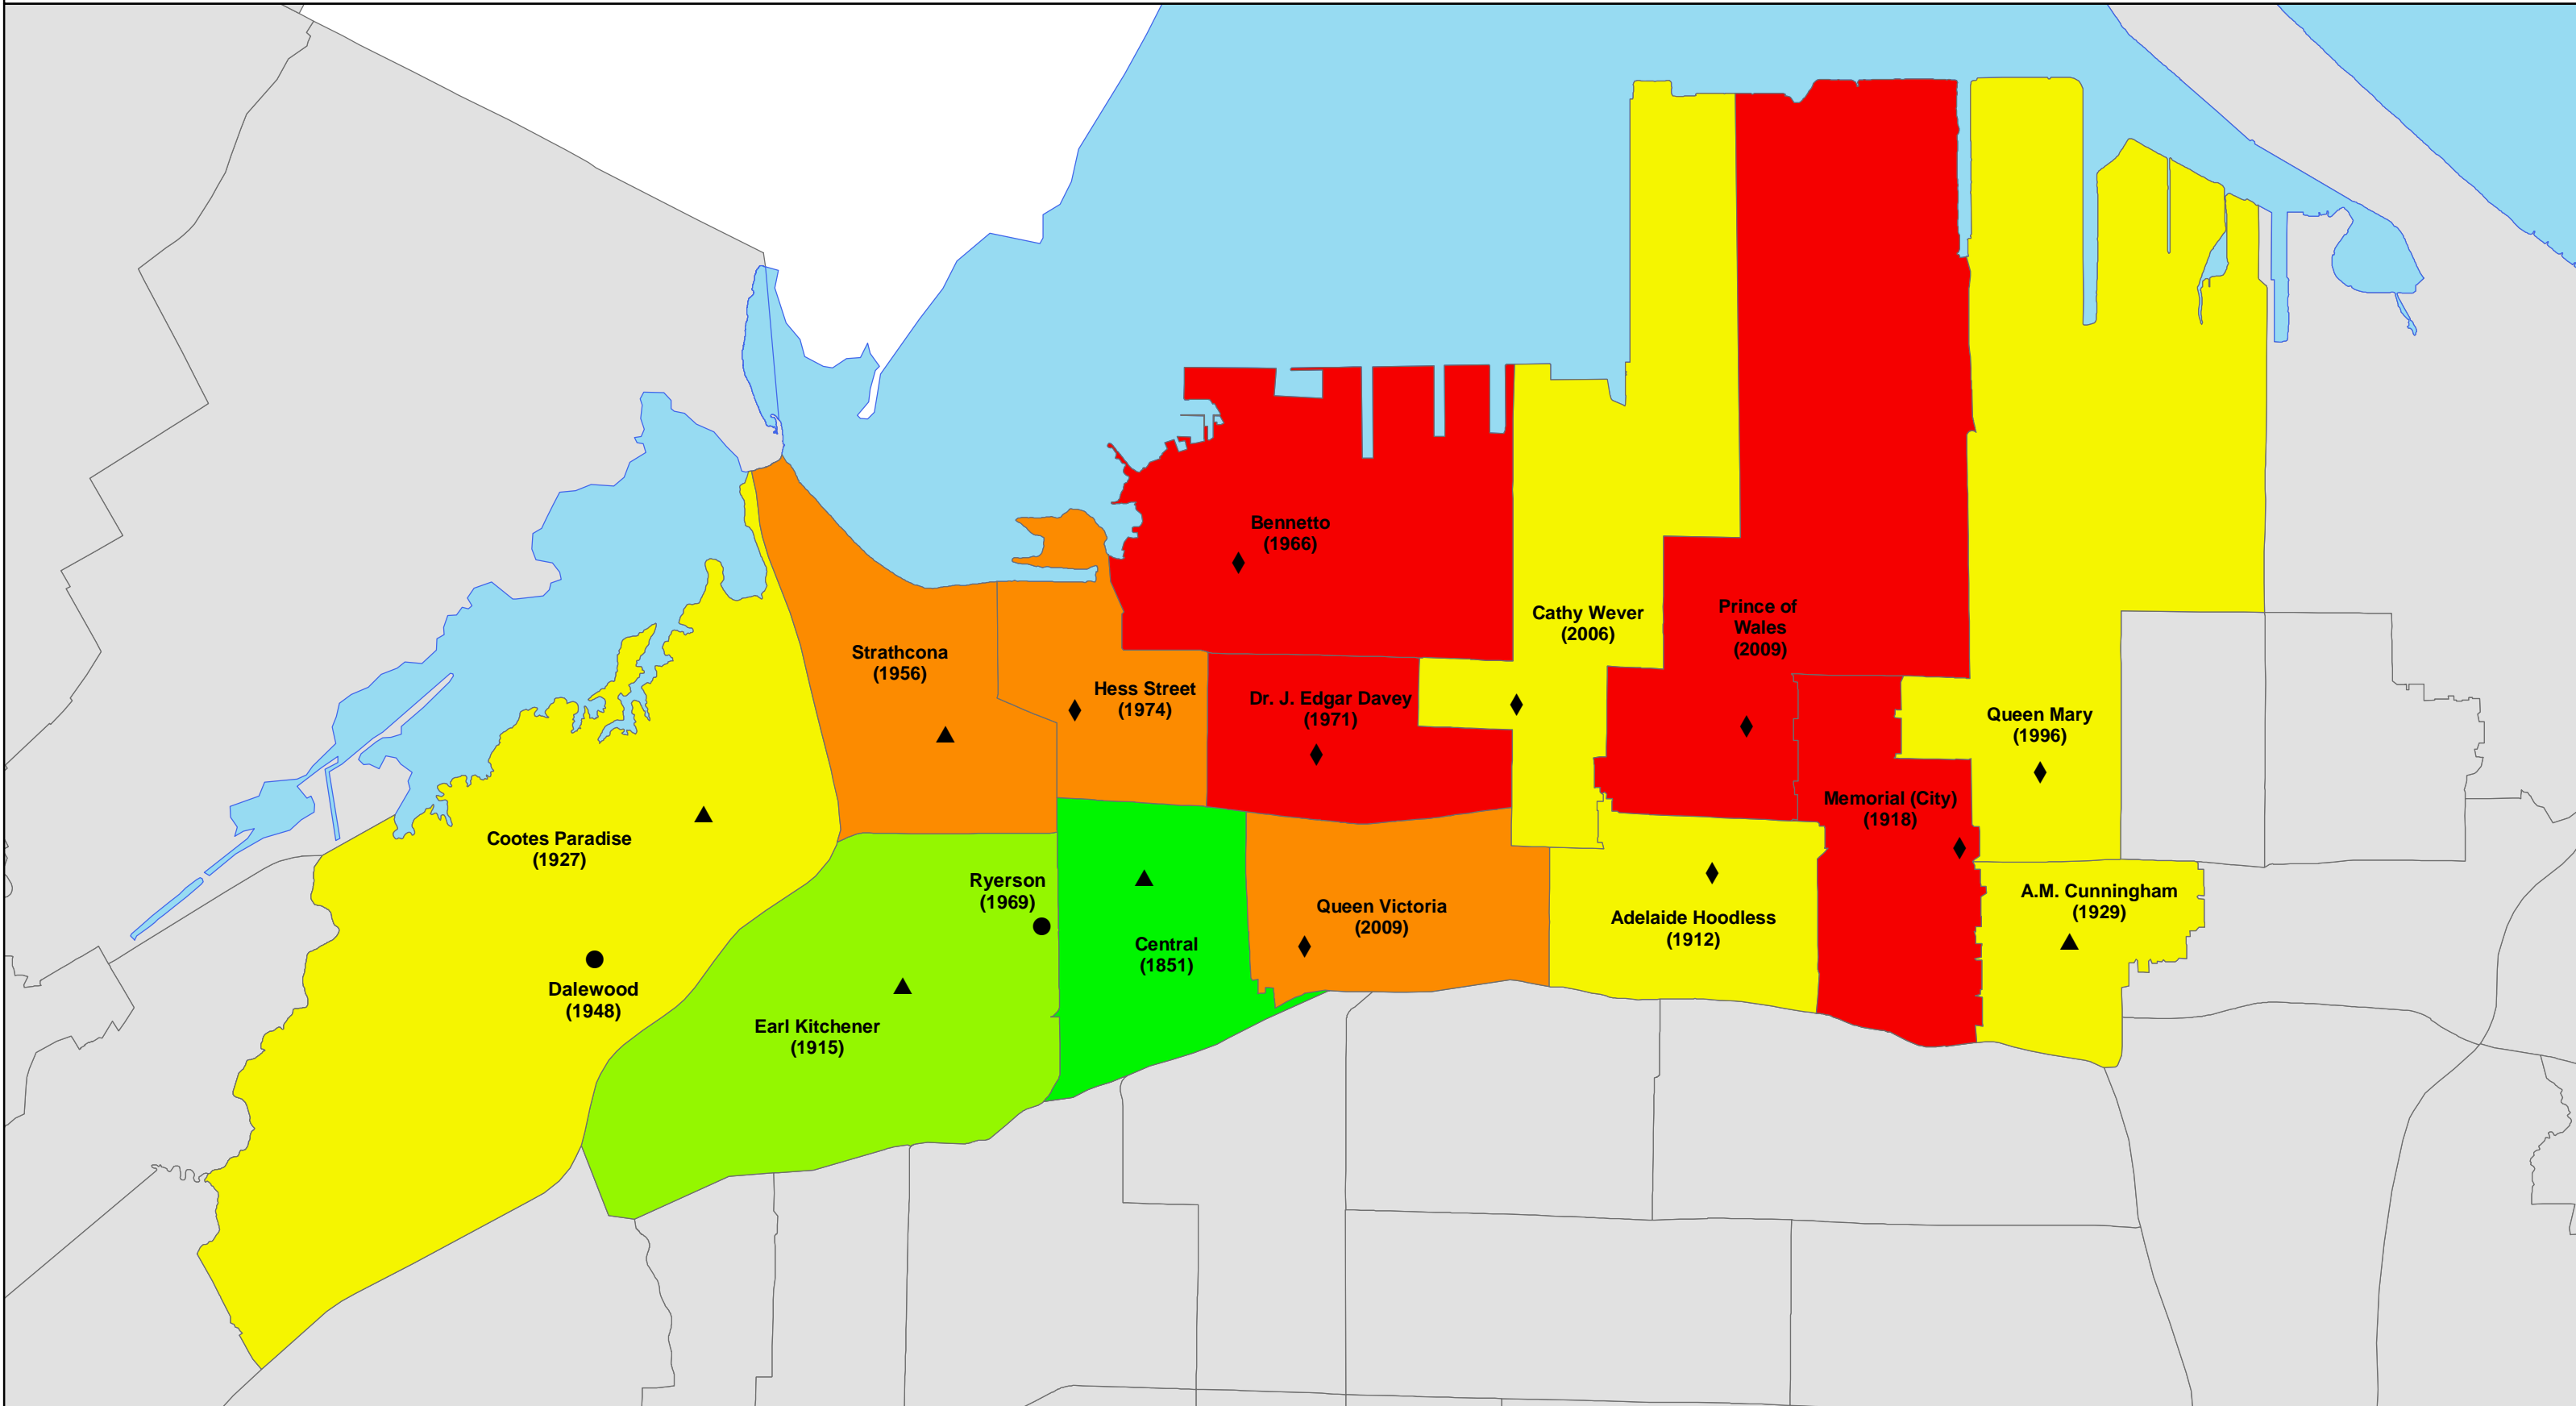 Bennetto
(1966)
Cathy Wever
(2006)
Prince of
Wales
(2009)
Strathcona
(1956)
Hess Street
(1974)
Dr. J. Edgar Davey
(1971)
Queen Mary
(1996)
Memorial (City)
(1918)
Cootes Paradise
(1927)
Ryerson
(1969)
Queen Victoria
(2009)
Adelaide Hoodless
(1912)
A.M. Cunningham
(1929)
Central
(1851)
Dalewood
(1948)
Earl Kitchener
(1915)